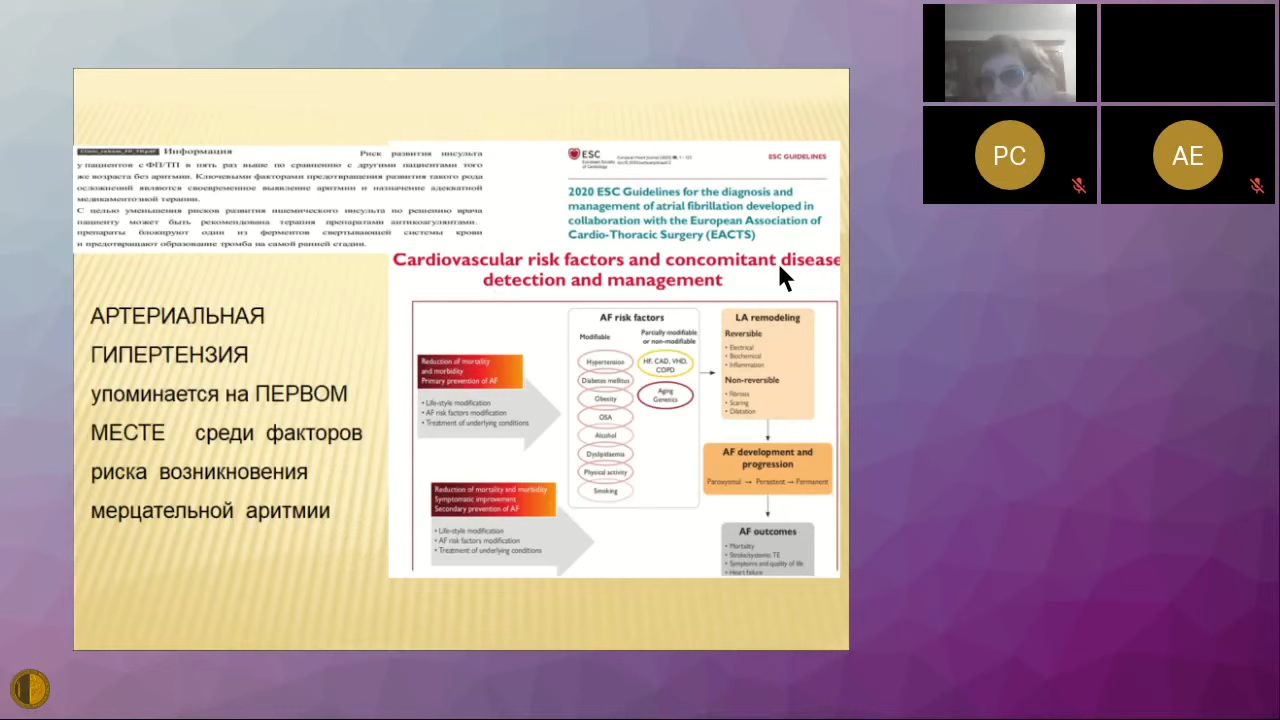 Информация Риск развития инсульта
у пациентов с ФП/ТП в пять раз выше по сравнению с другими пациентами того
же возраста без аритмии. Ключевыми факторами предотвращения развития такого рода
осложнений являются своевременное выявление аритмии и назначение адекватной
медикаментозной терапии.
С целью уменьшения рисков развития ишемического инсульта по решению врача
пациенту может быть рекомендована терапия препаратами антикоагулянтами.
препараты блокируют один из ферментов свертывающей системы крови
и предотвращают образование тромба на самой ранней стадии.
АРТЕРИАЛЬНАЯ
ГИПЕРТЕНЗИЯ
упоминается на ПЕРВОМ
МЕСТЕ среди факторов
риска возникновения
мерцательной аритмии
ESC
European Society
of Cardiology
ESC GUIDELINES
2020 ESC Guidelines for the diagnosis and
management of atrial fibrillation developed in
collaboration with the European Association of
Cardio-Thoracic Surgery (EACTS)
Cardiovascular risk factors and concomitant disease
detection and management
Reduction of mortality
and morbidity
Primary prevention of AF
• Life-style modification
• AF risk factors modification
• Treatment of underlying conditions
Reduction of mortality and morbidity
Symptomatic improvement
Secondary prevention of AF
• Life-style modification
• AF risk factors modification
• Treatment of underlying conditions
AF risk factors
Modifiable
Hypertension
Diabetes mellitus
Obesity
OSA
Alcohol
Dyslipidaemia
Physical activity
Smoking
Partially modifiable
or non-modifiable
HF, CAD, VHD,
COPD
Aging
Genetics
LA remodeling
Reversible
• Electrical
• Biochemical
• Inflammation
Non-reversible
• Fibrosis
• Scaring
• Dilatation
AF development and
progression
Paroxysmal → Persistent → Permanent
AF outcomes
• Mortality
• Stroke/systemic TE
• Symptoms and quality of life
• Heart failure
РС
АЕ